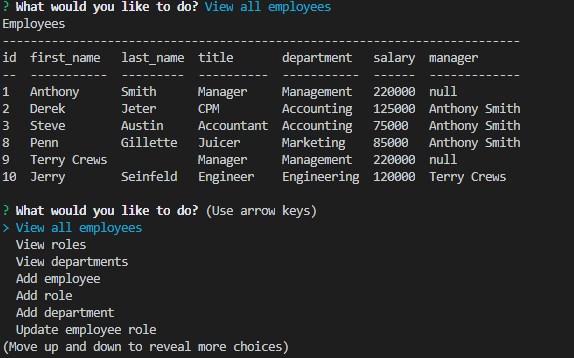 ? What would you like to do? View all employees
Employees
---------------------------------------------------------------------
id  first_name   last_name  title       department   salary  manager
--  -----------  ---------  ----------  -----------  ------  -------------
1   Anthony      Smith      Manager     Management   220000  null
2   Derek        Jeter      CPM         Accounting   125000  Anthony Smith
3   Steve        Austin     Accountant  Accounting   75000   Anthony Smith
8   Penn         Gillette   Juicer      Marketing    85000   Anthony Smith
9   Terry Crews             Manager     Management   220000  null
10  Jerry        Seinfeld   Engineer    Engineering  120000  Terry Crews
? What would you like to do? (Use arrow keys)
> View all employees
View roles
View departments
Add employee
Add role
Add department
Update employee role
(Move up and down to reveal more choices)